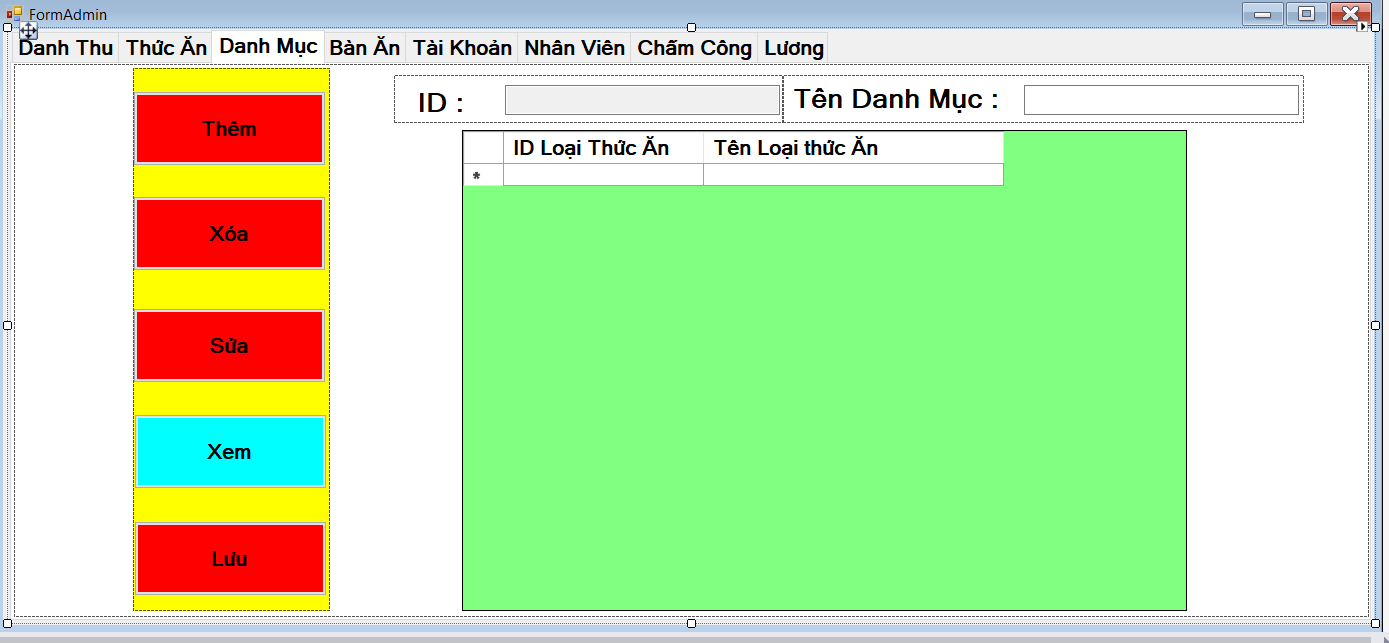 FormAdmin
Danh Thu Thức Ăn Danh Mục Bàn Ăn Tài Khoản Nhân Viên Chấm Công Lương
ID : Tên Danh Mục :
ID Loại Thức Ăn Tên Loại thức Ăn
*
Thêm
Xóa
Sửa
Xem
Lưu